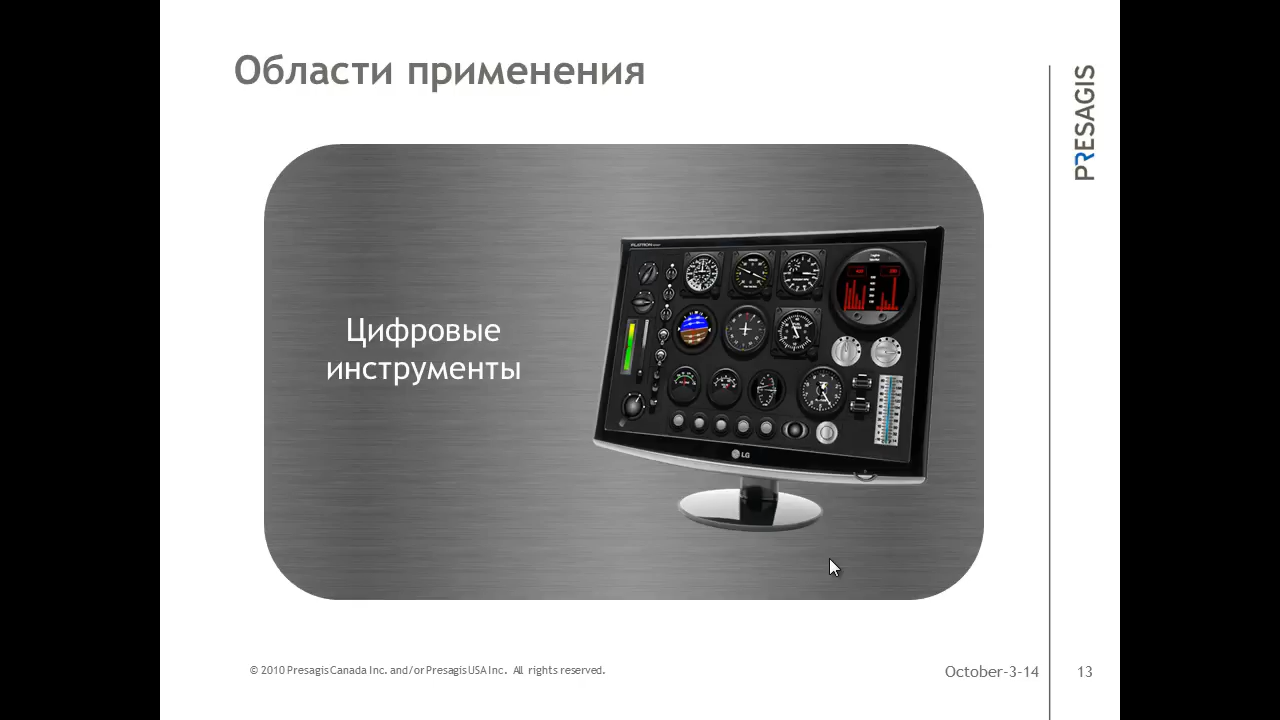 Области применения
PRESAGIS
Цифровые
инструменты
LG
© 2010 Presagis Canada Inc. and/or Presagis USA Inc. All rights reserved.
October-3-14
13